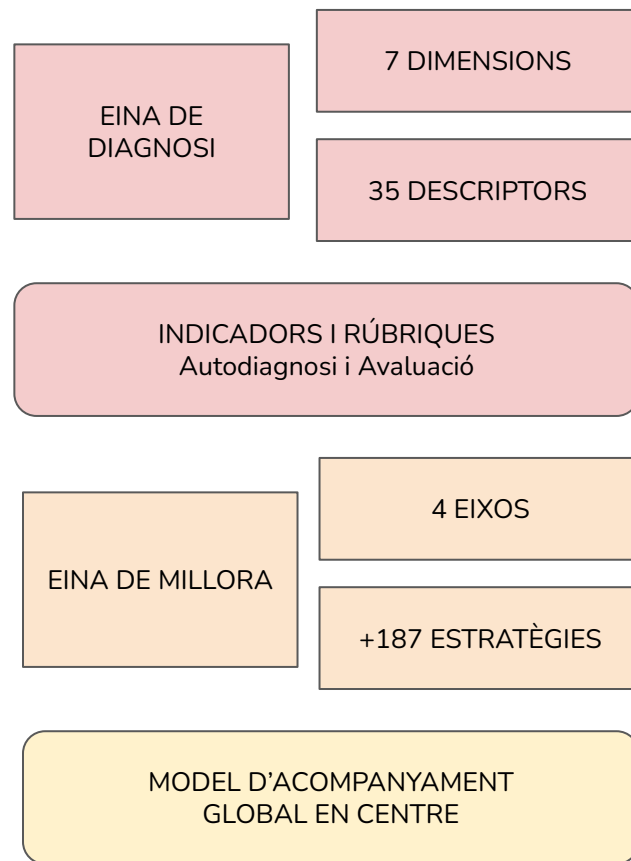 EINA DE
DIAGNOSI
7 DIMENSIONS
35 DESCRIPTORS
INDICADORS I RÚBRIQUES
Autodiagnosi i Avaluació
EINA DE MILLORA
4 EIXOS
+187 ESTRATÈGIES
MODEL D’ACOMPANYAMENT
GLOBAL EN CENTRE